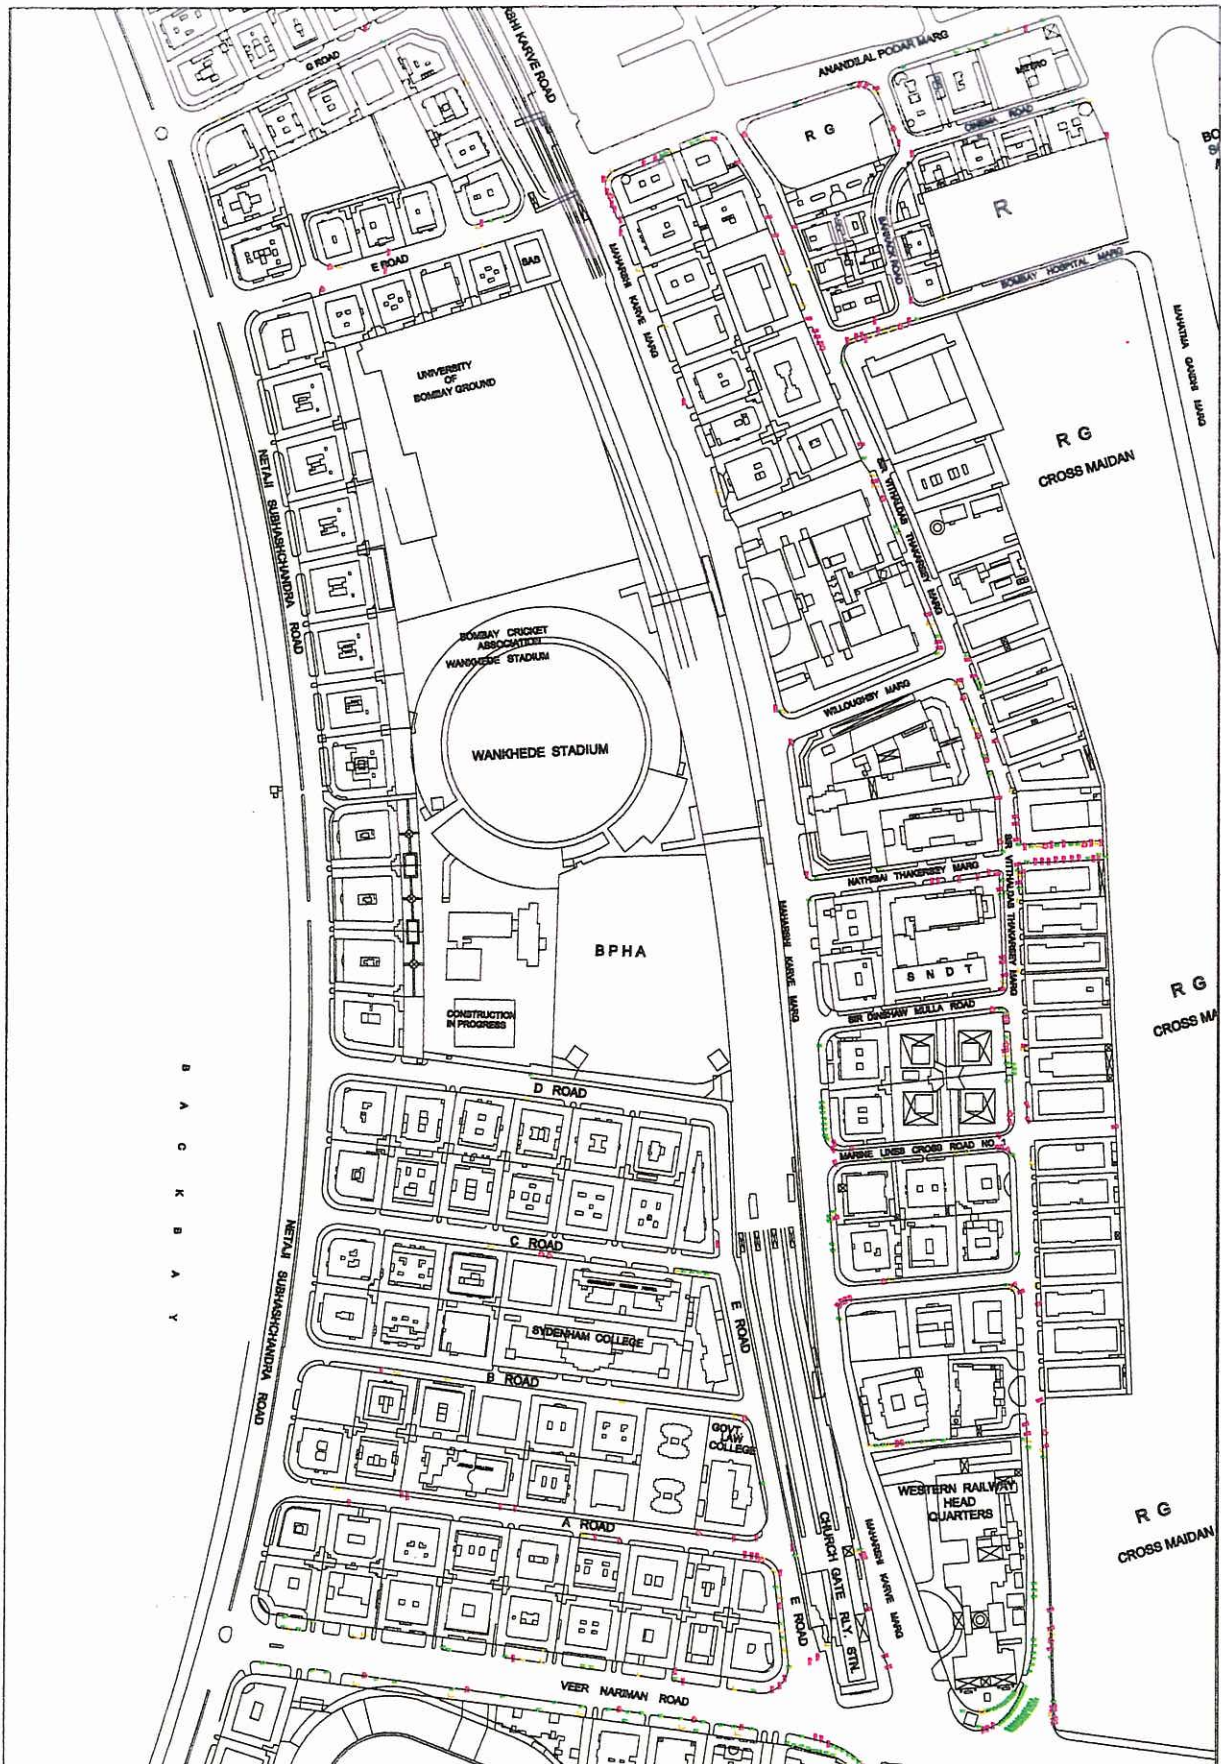 G ROAD
ANANDILAL PODAR MARG
METRO
R G
CINEMA ROAD
R
BARRACK ROAD
E ROAD
SAB
BOMBAY HOSPITAL MARG
MAHARSHI KARVE MARG
MAHATMA GANDHI MARG
UNIVERSITY
OF
BOMBAY GROUND
R G
CROSS MAIDAN
NETAJI SUBHASHCHANDRA ROAD
SIR VITHALDAS THAKARSEY MARG
BOMBAY CRICKET
ASSOCIATION
WANKHEDE STADIUM
WILLOUGHBY MARG
WANKHEDE STADIUM
NATHIBAI THAKERSEY MARG
SIR VITHALDAS THAKARSEY MARG
MAHARSHI KARVE MARG
BPHA
S N D T
SIR DINSHAW MULLA ROAD
R G
CROSS MA
CONSTRUCTION
IN PROGRESS
D ROAD
BACKBAY
MARINE LINES CROSS ROAD NO
C ROAD
NETAJI SUBHASHCHANDRA ROAD
E ROAD
SYDENHAM COLLEGE
B ROAD
GOVT.
LAW
COLLEGE
WESTERN RAILWAY
HEAD
QUARTERS
A ROAD
CHURCH GATE RLY. STN.
MAHARSHI KARVE MARG
R G
CROSS MAIDAN
E ROAD
VEER NARIMAN ROAD